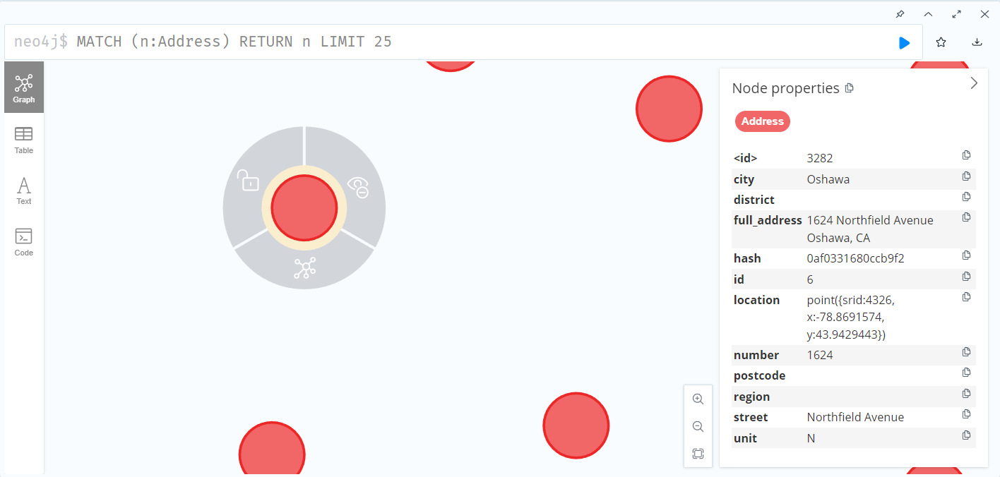 neo4j$ MATCH (n:Address) RETURN n LIMIT 25
Graph
Table
Text
Code
Node properties
Address
<id> 3282
city Oshawa
district
full_address 1624 Northfield Avenue
Oshawa, CA
hash 0af0331680ccb9f2
id 6
location point({srid:4326,
x:-78.8691574,
y:43.9429443})
number 1624
postcode
region
street Northfield Avenue
unit N